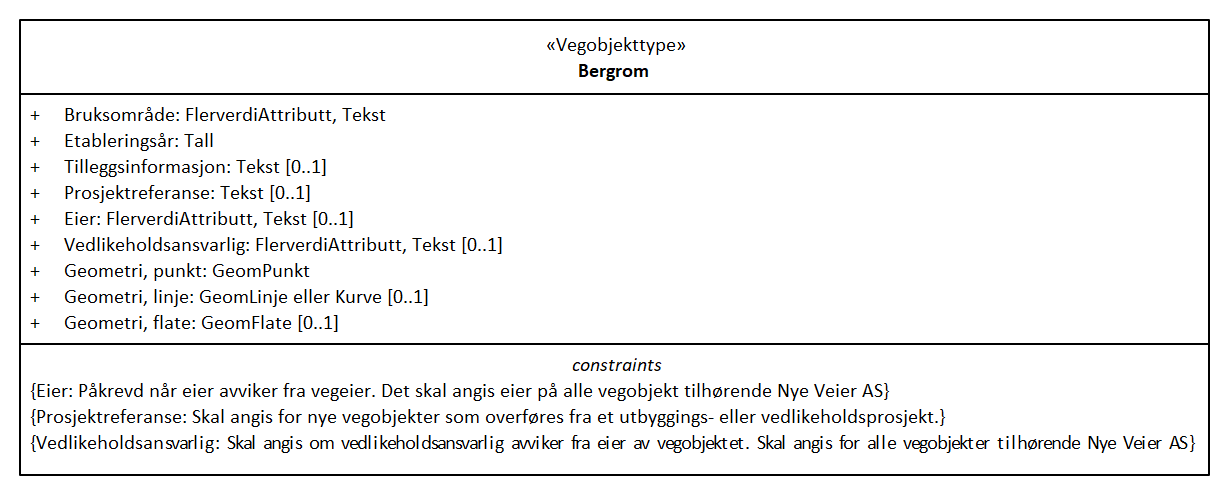 «Vegobjekttype»
Bergrom
+ Bruksområde: FlerverdiAttributt, Tekst
+ Etableringsår: Tall
+ Tilleggsinformasjon: Tekst [0..1]
+ Prosjektreferanse: Tekst [0..1]
+ Eier: FlerverdiAttributt, Tekst [0..1]
+ Vedlikeholdsansvarlig: FlerverdiAttributt, Tekst [0..1]
+ Geometri, punkt: GeomPunkt
+ Geometri, linje: GeomLinje eller Kurve [0..1]
+ Geometri, flate: GeomFlate [0..1]
constraints
{Eier: Påkrevd når eier avviker fra vegeier. Det skal angis eier på alle vegobjekt tilhørende Nye Veier AS}
{Prosjektreferanse: Skal angis for nye vegobjekter som overføres fra et utbyggings- eller vedlikeholdsprosjekt.}
{Vedlikeholdsansvarlig: Skal angis om vedlikeholdsansvarlig avviker fra eier av vegobjektet. Skal angis for alle vegobjekter tilhørende Nye Veier AS}